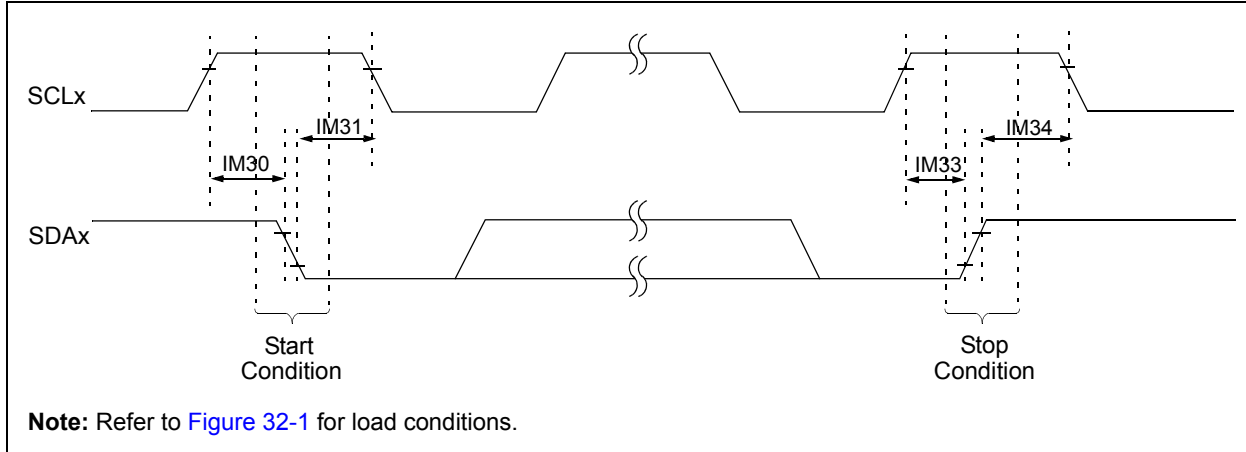 SCLx
IM31
IM34
IM30
IM33
SDAx
Start
Condition
Stop
Condition
Note: Refer to Figure 32-1 for load conditions.